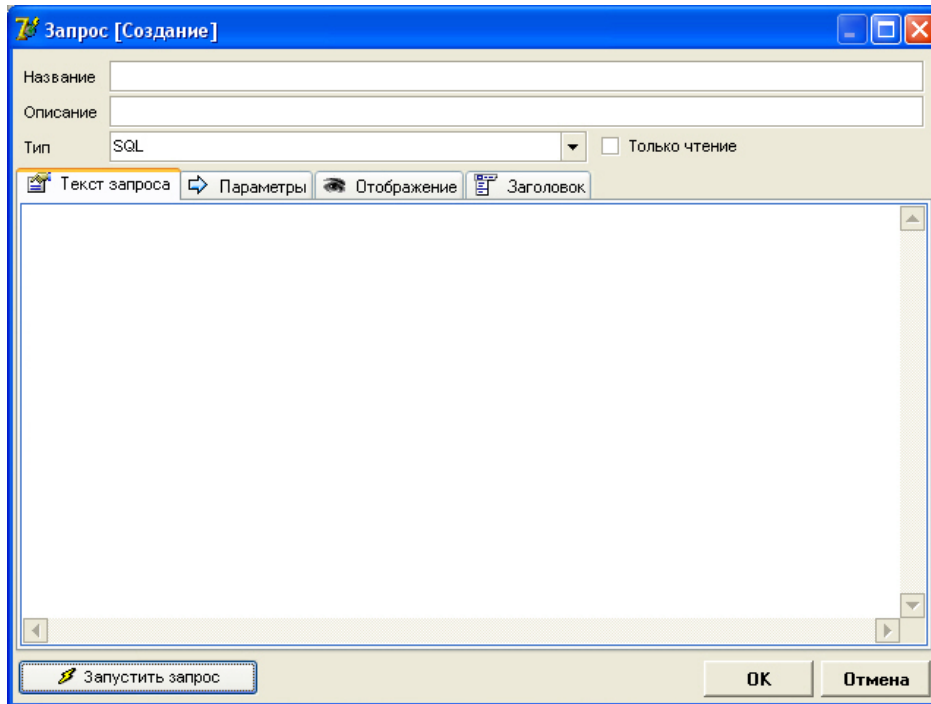 Запрос [Создание]
Название
Описание
Тип SQL Только чтение
Текст запроса Параметры Отображение Заголовок
Запустить запрос OK Отмена